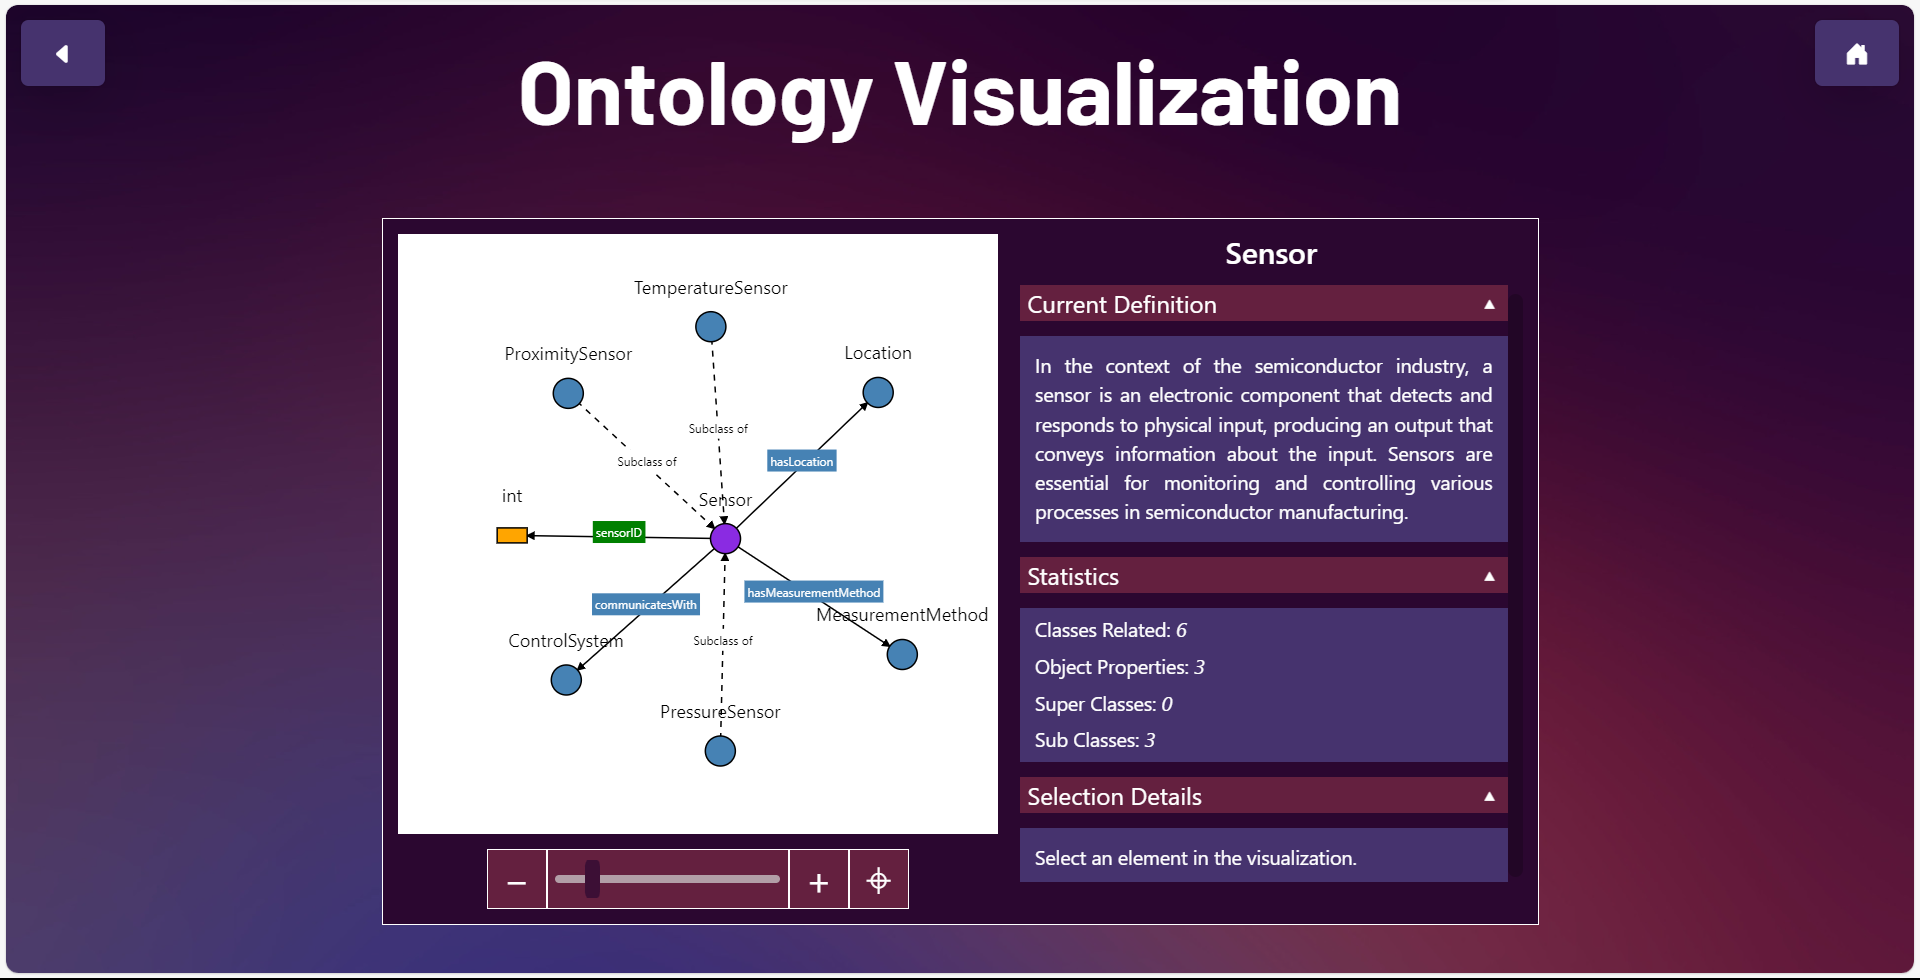 Ontology Visualization
TemperatureSensor
ProximitySensor
Location
Subclass of
Subclass of
hasLocation
int
Sensor
sensorID
communicatesWith
hasMeasurementMethod
MeasurementMethod
ControlSystem
Subclass of
PressureSensor
Sensor
Current Definition
In the context of the semiconductor industry, a
sensor is an electronic component that detects and
responds to physical input, producing an output that
conveys information about the input. Sensors are
essential for monitoring and controlling various
processes in semiconductor manufacturing.
Statistics
Classes Related: 6
Object Properties: 3
Super Classes: 0
Sub Classes: 3
Selection Details
Select an element in the visualization.